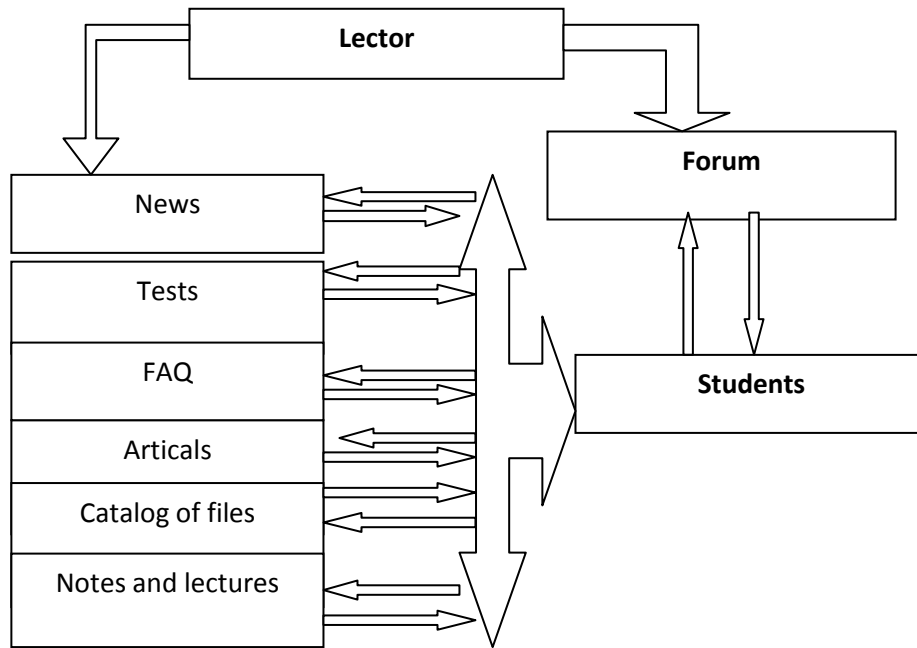 Lector
Forum
News
Tests
FAQ
Students
Articals
Catalog of files
Notes and lectures